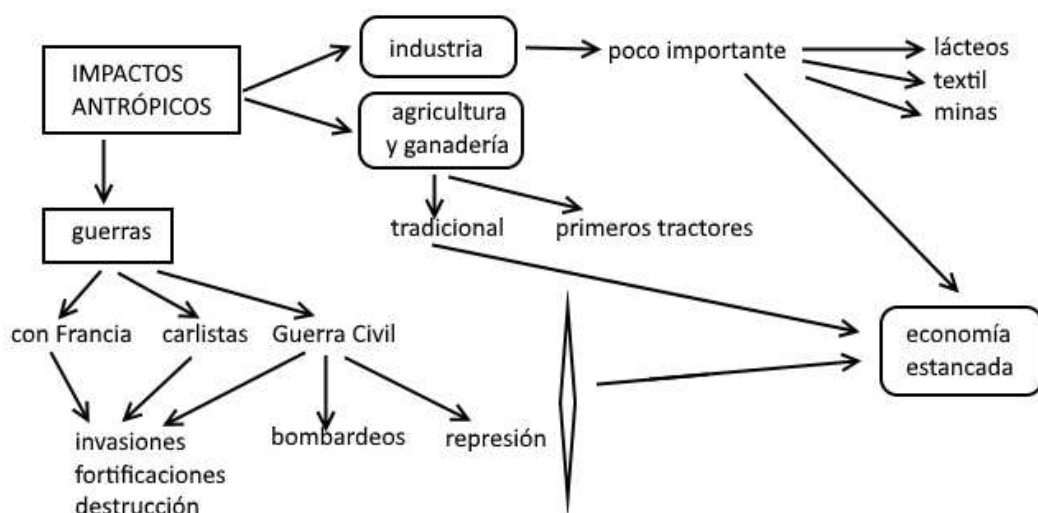 IMPACTOS
ANTRÓPICOS
industria
poco importante
lácteos
textil
minas
agricultura
y ganadería
tradicional
primeros tractores
guerras
con Francia
carlistas
Guerra Civil
economía
estancada
invasiones
fortificaciones
destrucción
bombardeos
represión